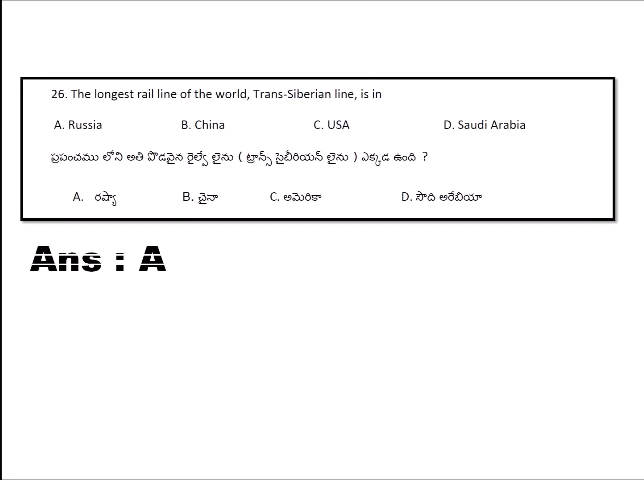 26. The longest rail line of the world, Trans-Siberian line, is in
A. Russia B. China C. USA D. Saudi Arabia
ప్రపంచము లోని అతి పొడవైన రైల్వే లైను ( ట్రాన్స్ సైబీరియన్ లైను ) ఎక్కడ ఉంది ?
A. రష్యా B. చైనా C. అమెరికా D. సౌది అరేబియా
Ans : A